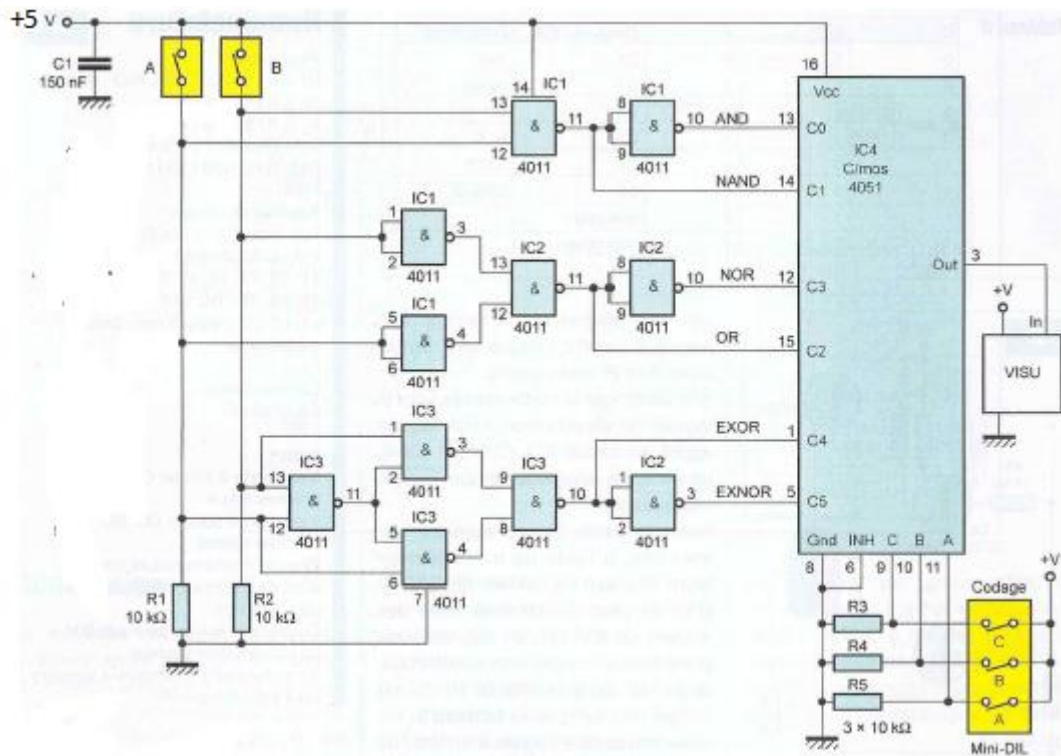 +5 V
C1
150 nF
A
B
IC1
14
13
12
&
11
4011
IC1
8
9
&
10
4011
AND
NAND
16
Vcc
13
C0
IC4
C/mos
4051
14
C1
IC1
1
2
&
3
4011
IC1
5
6
&
4
4011
IC2
13
12
&
11
4011
IC2
8
9
&
10
4011
NOR
OR
12
C3
15
C2
Out
3
+V
In
VISU
IC3
13
12
&
11
4011
IC3
1
2
&
3
4011
IC3
5
6
&
4
4011
IC3
9
8
&
10
4011
IC2
1
2
&
3
4011
EXOR
EXNOR
1
C4
5
C5
Gnd INH C B A
8 6 9 10 11
R1
10 kΩ
R2
10 kΩ
R3
R4
R5
3 × 10 kΩ
+V
Codage
C
B
A
Mini-DIL